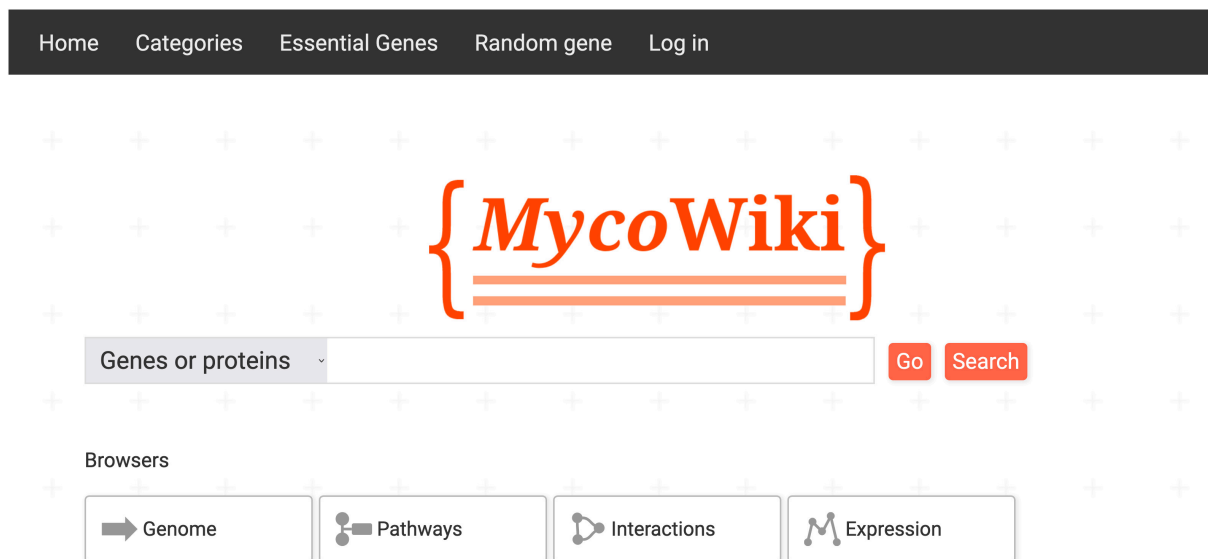 Home Categories Essential Genes Random gene Log in
{MycoWiki}
Genes or proteins Go Search
Browsers
Genome Pathways Interactions Expression